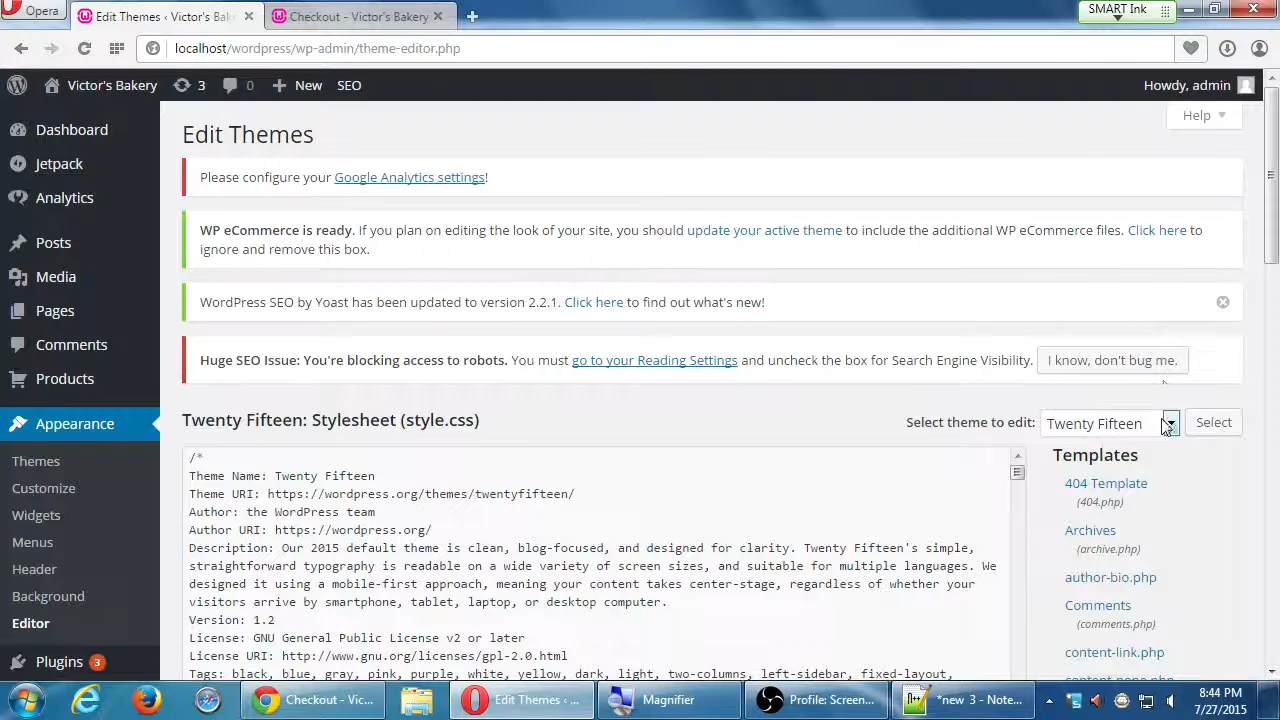 Opera
Edit Themes ‹ Victor's Bak
Checkout - Victor's Bakery
SMART Ink
localhost/wordpress/wp-admin/theme-editor.php
Victor's Bakery
3
0
New
SEO
Howdy, admin
Help
Dashboard
Jetpack
Analytics
Posts
Media
Pages
Comments
Products
Appearance
Themes
Customize
Widgets
Menus
Header
Background
Editor
Plugins 3
Edit Themes
Please configure your Google Analytics settings!
WP eCommerce is ready. If you plan on editing the look of your site, you should update your active theme to include the additional WP eCommerce files. Click here to
ignore and remove this box.
WordPress SEO by Yoast has been updated to version 2.2.1. Click here to find out what's new!
Huge SEO Issue: You're blocking access to robots. You must go to your Reading Settings and uncheck the box for Search Engine Visibility. I know, don't bug me.
Twenty Fifteen: Stylesheet (style.css)
Select theme to edit: Twenty Fifteen Select
/*
Theme Name: Twenty Fifteen
Theme URI: https://wordpress.org/themes/twentyfifteen/
Author: the WordPress team
Author URI: https://wordpress.org/
Description: Our 2015 default theme is clean, blog-focused, and designed for clarity. Twenty Fifteen's simple,
straightforward typography is readable on a wide variety of screen sizes, and suitable for multiple languages. We
designed it using a mobile-first approach, meaning your content takes center-stage, regardless of whether your
visitors arrive by smartphone, tablet, laptop, or desktop computer.
Version: 1.2
License: GNU General Public License v2 or later
License URI: http://www.gnu.org/licenses/gpl-2.0.html
Tags: black, blue, gray, pink, purple, white, yellow, dark, light, two-columns, left-sidebar, fixed-layout,
Templates
404 Template
(404.php)
Archives
(archive.php)
author-bio.php
Comments
(comments.php)
content-link.php
content-none.php
Checkout - Vic...
Edit Themes ‹ ...
Magnifier
Profile: Screen...
*new 3 - Note...
8:44 PM
7/27/2015